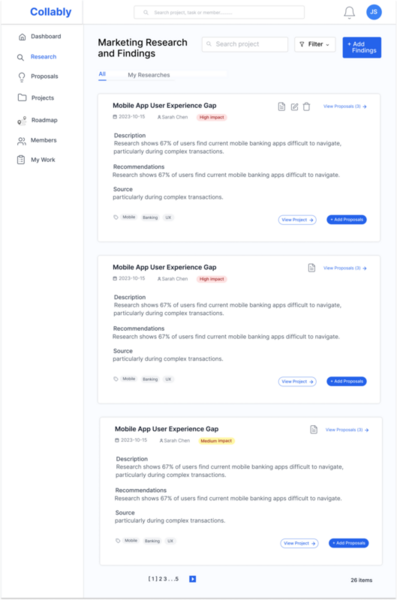 Collably
Search project, task or member..........
JS
Dashboard
Research
Proposals
Projects
Roadmap
Members
My Work
Marketing Research
and Findings
Search project
Filter
+ Add
Findings
All
My Researches
Mobile App User Experience Gap
View Proposals (3) →
2023-10-15
Sarah Chen
High Impact
Description
Research shows 67% of users find current mobile banking apps difficult to navigate,
particularly during complex transactions.
Recommendations
Research shows 67% of users find current mobile banking apps difficult to navigate.
Source
particularly during complex transactions.
Mobile
Banking
UX
View Project →
+ Add Proposals
Mobile App User Experience Gap
View Proposals (3) →
2023-10-15
Sarah Chen
High Impact
Description
Research shows 67% of users find current mobile banking apps difficult to navigate,
particularly during complex transactions.
Recommendations
Research shows 67% of users find current mobile banking apps difficult to navigate.
Source
particularly during complex transactions.
Mobile
Banking
UX
View Project →
+ Add Proposals
Mobile App User Experience Gap
View Proposals (3) →
2023-10-15
Sarah Chen
Medium Impact
Description
Research shows 67% of users find current mobile banking apps difficult to navigate,
particularly during complex transactions.
Recommendations
Research shows 67% of users find current mobile banking apps difficult to navigate.
Source
particularly during complex transactions.
Mobile
Banking
UX
View Project →
+ Add Proposals
[ 1 ] 2 3 . . . 5
26 items